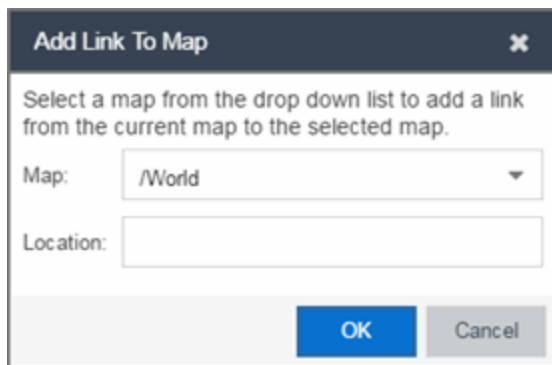 Add Link To Map
Select a map from the drop down list to add a link
from the current map to the selected map.
Map: /World
Location:
OK Cancel